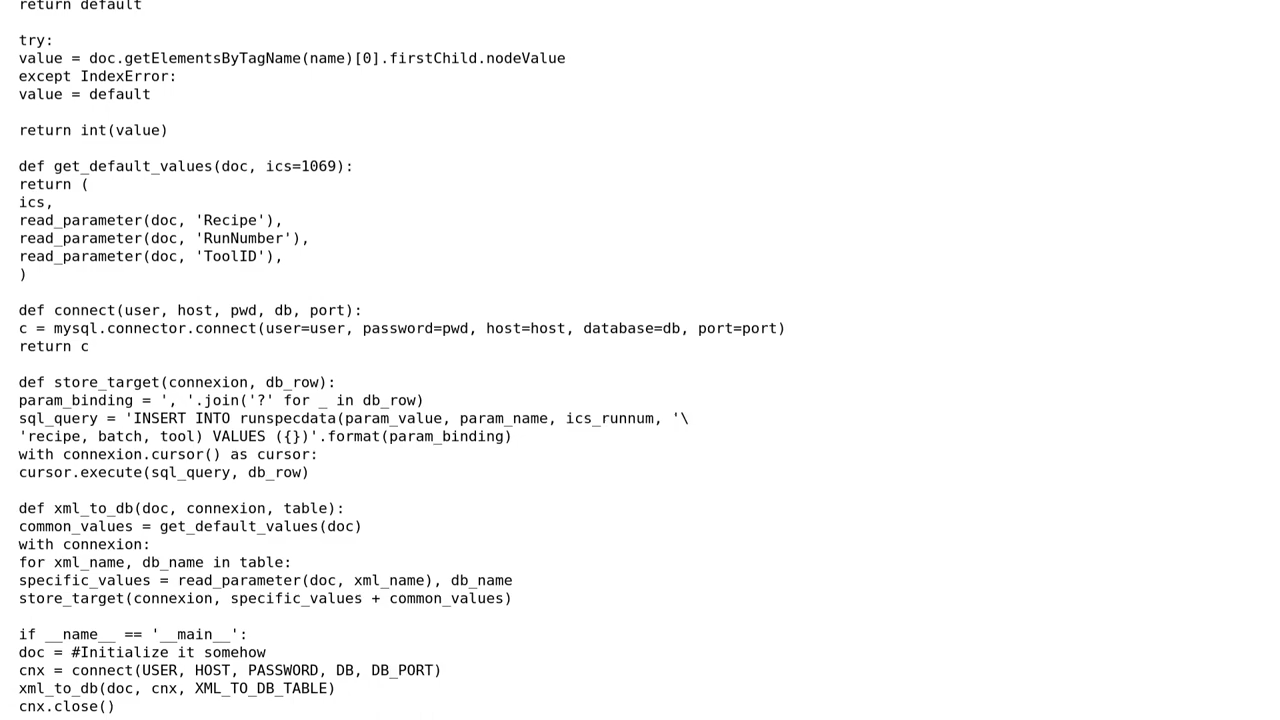 return default
try:
value = doc.getElementsByTagName(name)[0].firstChild.nodeValue
except IndexError:
value = default
return int(value)
def get_default_values(doc, ics=1069):
return (
ics,
read_parameter(doc, 'Recipe'),
read_parameter(doc, 'RunNumber'),
read_parameter(doc, 'ToolID'),
)
def connect(user, host, pwd, db, port):
c = mysql.connector.connect(user=user, password=pwd, host=host, database=db, port=port)
return c
def store_target(connexion, db_row):
param_binding = ', '.join('?' for _ in db_row)
sql_query = 'INSERT INTO runspecdata(param_value, param_name, ics_runnum, '\
'recipe, batch, tool) VALUES ({})'.format(param_binding)
with connexion.cursor() as cursor:
cursor.execute(sql_query, db_row)
def xml_to_db(doc, connexion, table):
common_values = get_default_values(doc)
with connexion:
for xml_name, db_name in table:
specific_values = read_parameter(doc, xml_name), db_name
store_target(connexion, specific_values + common_values)
if __name__ == '__main__':
doc = #Initialize it somehow
cnx = connect(USER, HOST, PASSWORD, DB, DB_PORT)
xml_to_db(doc, cnx, XML_TO_DB_TABLE)
cnx.close()